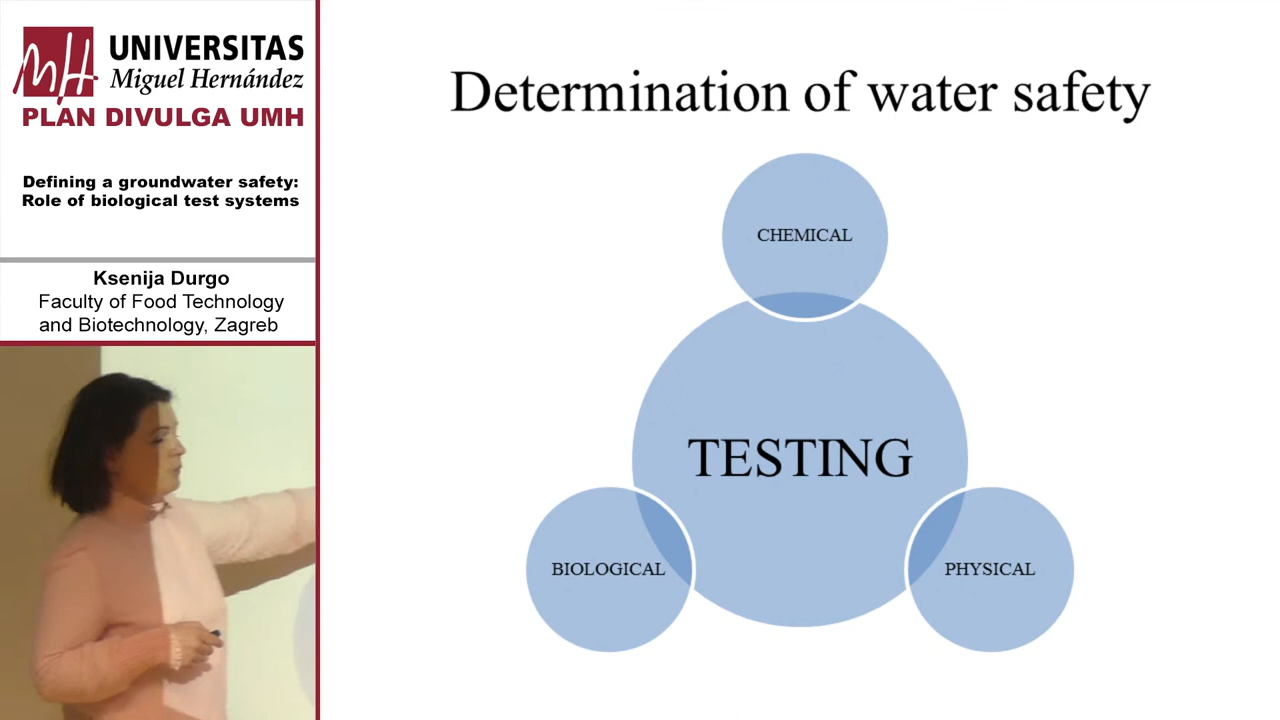 UNIVERSITAS
Miguel Hernández
PLAN DIVULGA UMH
Defining a groundwater safety:
Role of biological test systems
Ksenija Durgo
Faculty of Food Technology
and Biotechnology, Zagreb
Determination of water safety
CHEMICAL
TESTING
BIOLOGICAL
PHYSICAL